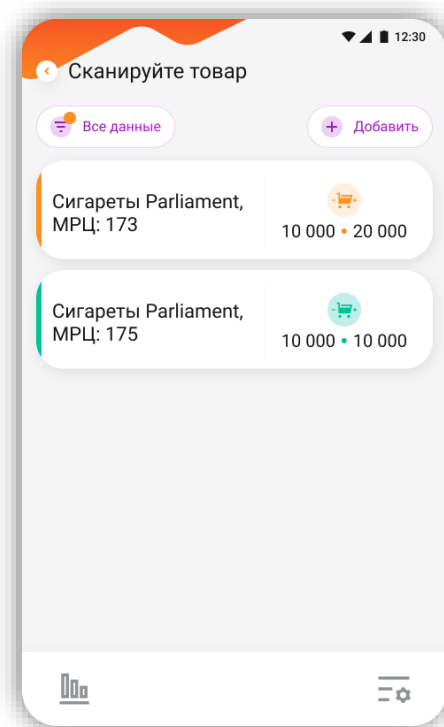 12:30
Сканируйте товар
Все данные
Добавить
Сигареты Parliament,
МРЦ: 173
10 000 • 20 000
Сигареты Parliament,
МРЦ: 175
10 000 • 10 000